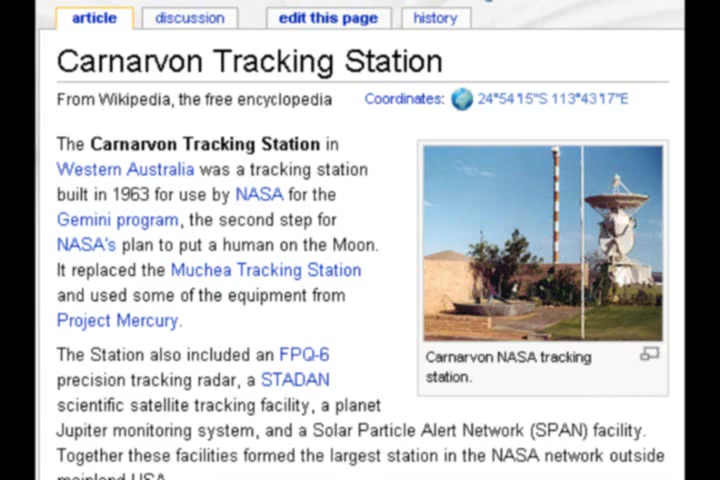 article discussion edit this page history
Carnarvon Tracking Station
From Wikipedia, the free encyclopedia Coordinates: 24°54′15″S 113°43′17″E
The Carnarvon Tracking Station in
Western Australia was a tracking station
built in 1963 for use by NASA for the
Gemini program, the second step for
NASA's plan to put a human on the Moon.
It replaced the Muchea Tracking Station
and used some of the equipment from
Project Mercury.
Carnarvon NASA tracking
station.
The Station also included an FPQ-6
precision tracking radar, a STADAN
scientific satellite tracking facility, a planet
Jupiter monitoring system, and a Solar Particle Alert Network (SPAN) facility.
Together these facilities formed the largest station in the NASA network outside
mainland USA.